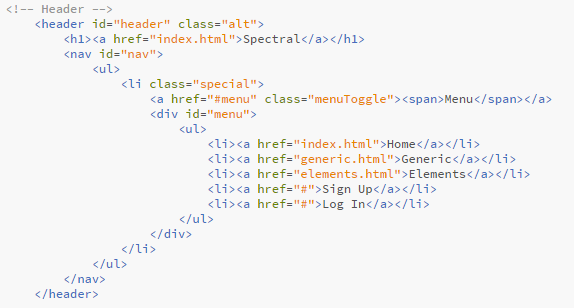 <!-- Header -->
<header id="header" class="alt">
<h1><a href="index.html">Spectral</a></h1>
<nav id="nav">
<ul>
<li class="special">
<a href="#menu" class="menuToggle"><span>Menu</span></a>
<div id="menu">
<ul>
<li><a href="index.html">Home</a></li>
<li><a href="generic.html">Generic</a></li>
<li><a href="elements.html">Elements</a></li>
<li><a href="#">Sign Up</a></li>
<li><a href="#">Log In</a></li>
</ul>
</div>
</li>
</ul>
</nav>
</header>